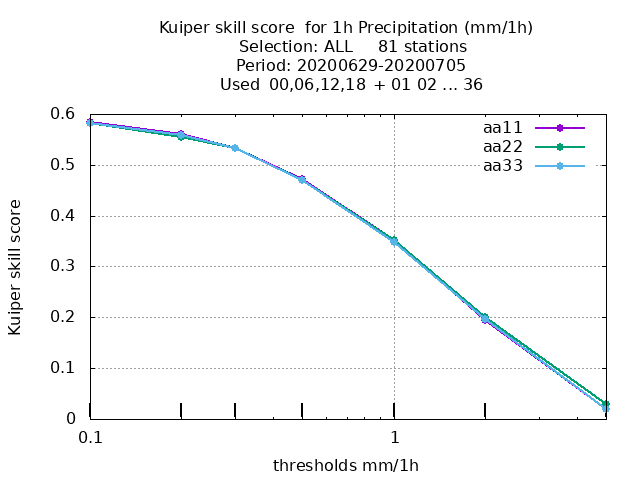 Kuiper skill score  for 1h Precipitation (mm/1h)
Selection: ALL     81 stations
Period: 20200629-20200705
Used  00,06,12,18  + 01 02 ... 36
aa11
aa22
aa33
0.6
0.5
0.4
0.3
0.2
0.1
0
Kuiper skill score
0.1 1
thresholds mm/1h